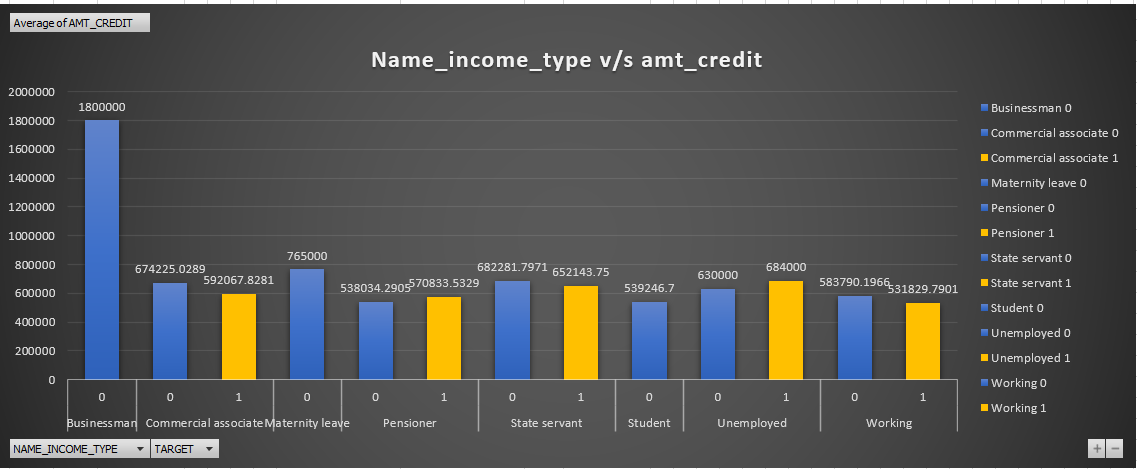 Average of AMT_CREDIT
Name_income_type v/s amt_credit
2000000
1800000
1600000
1400000
1200000
1000000
800000
600000
400000
200000
0
1800000
674225.0289
592067.8281
765000
538034.2905
570833.5329
682281.7971
652143.75
539246.7
630000
684000
583790.1966
531829.7901
0 0 1 0 0 1 0 1 0 0 1 0 1
Businessman Commercial associate Maternity leave Pensioner State servant Student Unemployed Working
Businessman 0
Commercial associate 0
Commercial associate 1
Maternity leave 0
Pensioner 0
Pensioner 1
State servant 0
State servant 1
Student 0
Unemployed 0
Unemployed 1
Working 0
Working 1
NAME_INCOME_TYPE TARGET
+ −